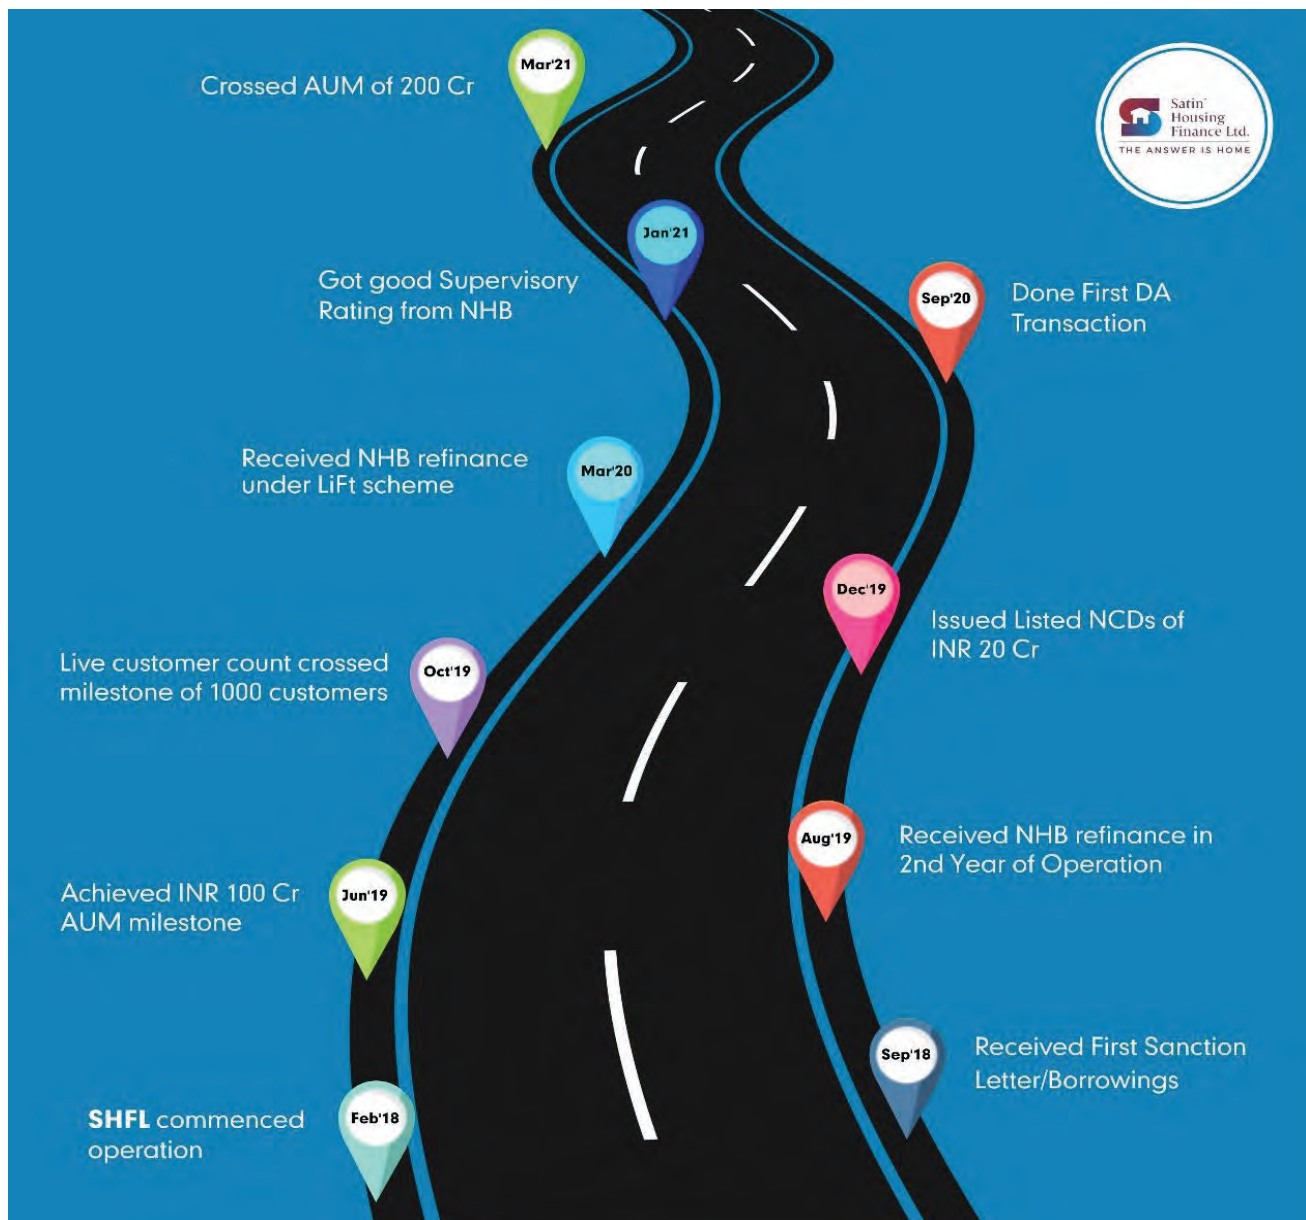 Mar'21
Crossed AUM of 200 Cr
Satin®
Housing
Finance Ltd.
THE ANSWER IS HOME
Jan'21
Got good Supervisory
Rating from NHB
Sep'20
Done First DA
Transaction
Mar'20
Received NHB refinance
under LiFt scheme
Dec'19
Issued Listed NCDs of
INR 20 Cr
Oct'19
Live customer count crossed
milestone of 1000 customers
Aug'19
Received NHB refinance in
2nd Year of Operation
Jun'19
Achieved INR 100 Cr
AUM milestone
Sep'18
Received First Sanction
Letter/Borrowings
Feb'18
SHFL commenced
operation